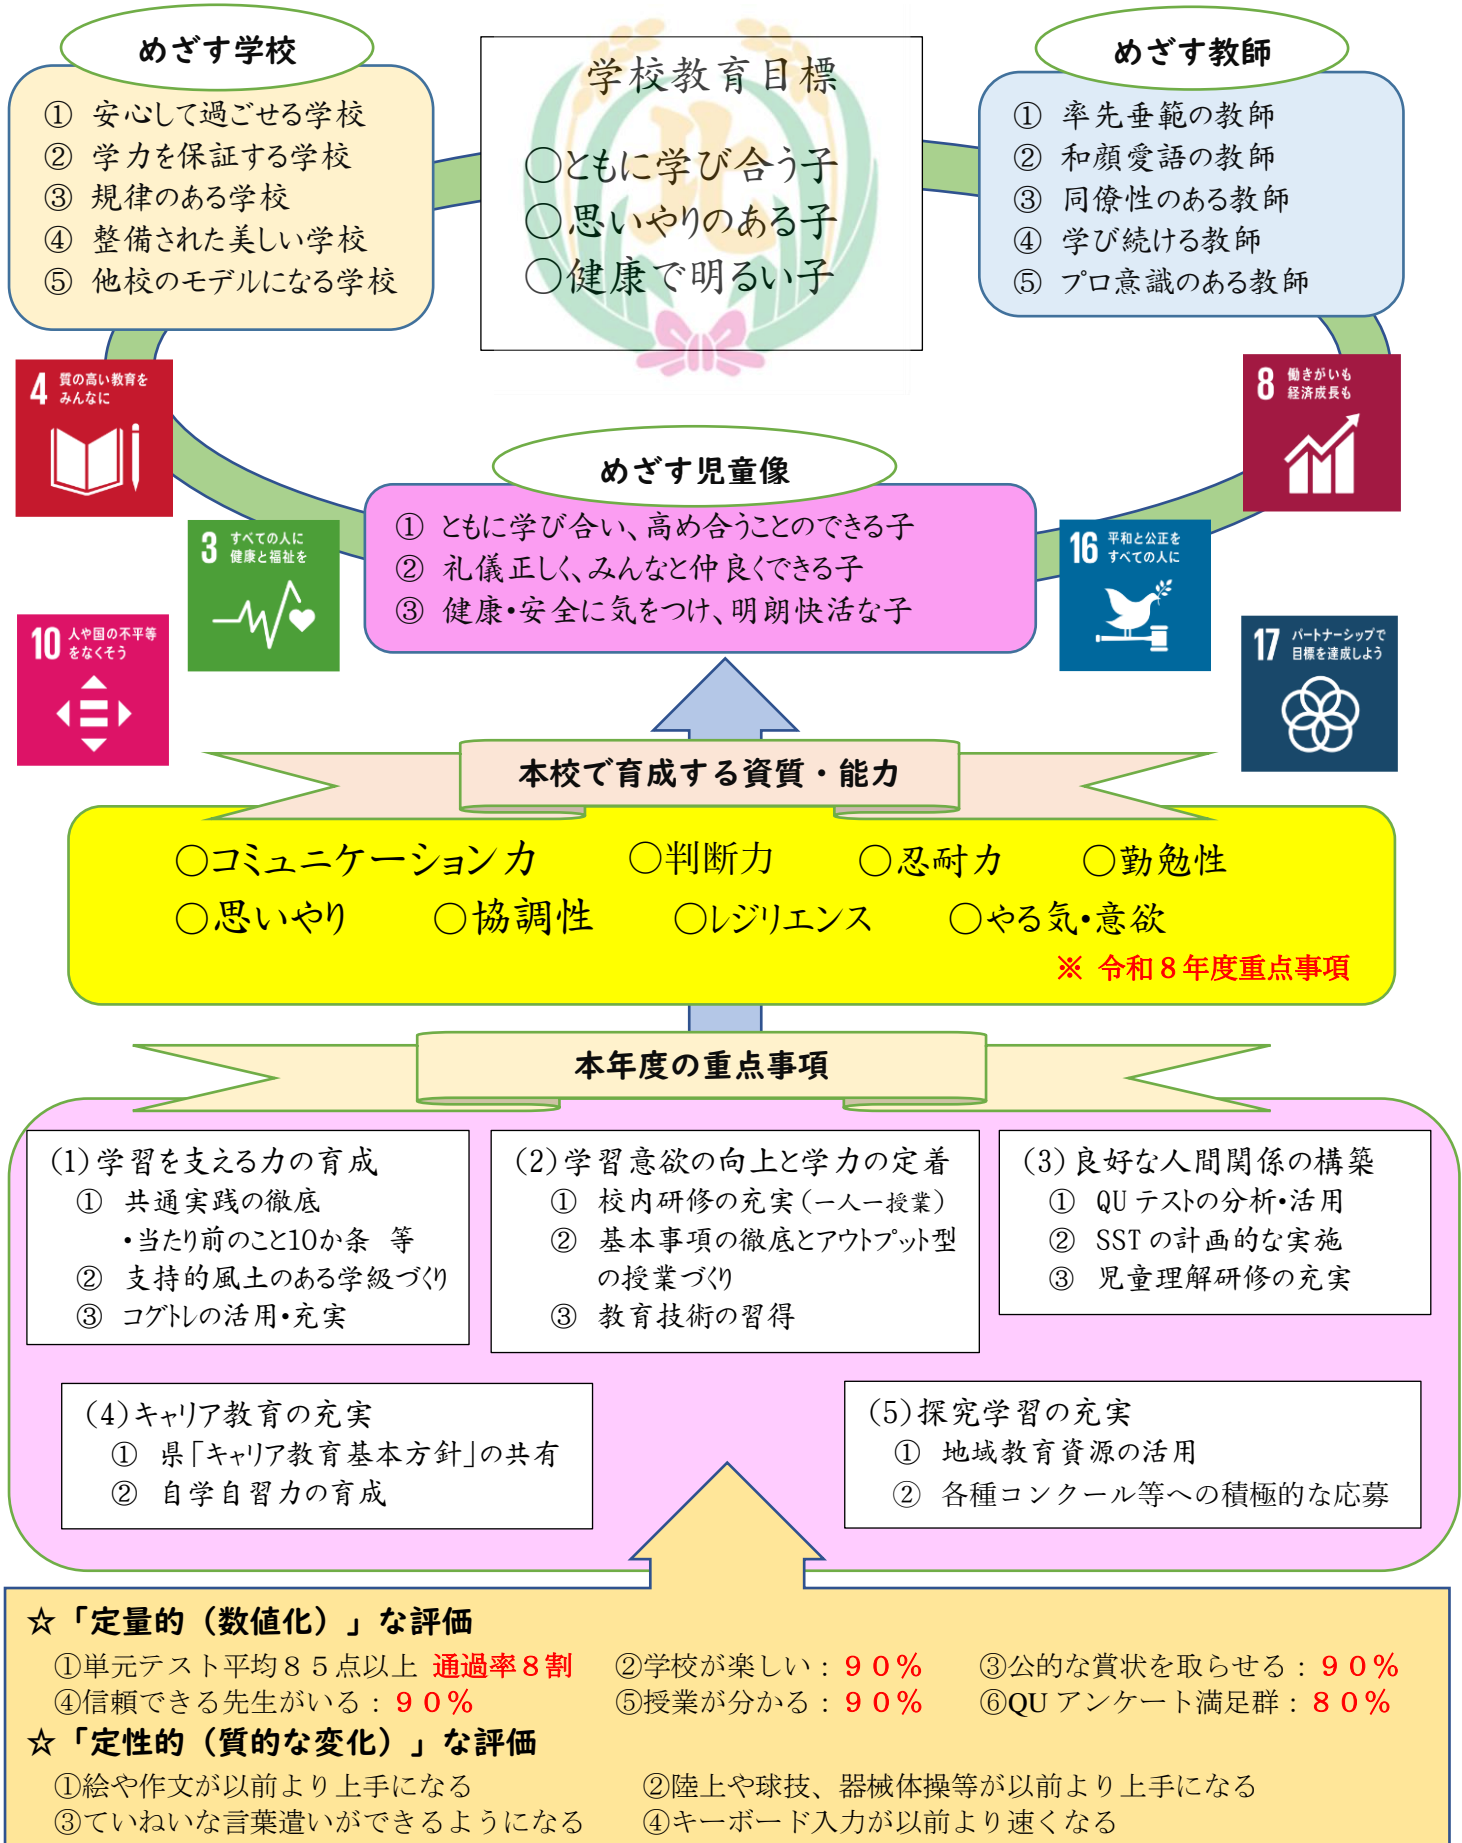 めざす学校
① 安心して過ごせる学校
② 学力を保証する学校
③ 規律のある学校
④ 整備された美しい学校
⑤ 他校のモデルになる学校
学校教育目標
○ともに学び合う子
○思いやりのある子
○健康で明るい子
北
めざす教師
① 率先垂範の教師
② 和顔愛語の教師
③ 同僚性のある教師
④ 学び続ける教師
⑤ プロ意識のある教師
4 質の高い教育を
みんなに
8 働きがいも
経済成長も
めざす児童像
① ともに学び合い、高め合うことのできる子
② 礼儀正しく、みんなと仲良くできる子
③ 健康・安全に気をつけ、明朗快活な子
3 すべての人に
健康と福祉を
16 平和と公正を
すべての人に
10 人や国の不平等
をなくそう
17 パートナーシップで
目標を達成しよう
本校で育成する資質・能力
○コミュニケーション力 ○判断力 ○忍耐力 ○勤勉性
○思いやり ○協調性 ○レジリエンス ○やる気・意欲
※ 令和８年度重点事項
本年度の重点事項
(1)学習を支える力の育成
① 共通実践の徹底
・当たり前のこと10か条 等
② 支持的風土のある学級づくり
③ コグトレの活用・充実
(2)学習意欲の向上と学力の定着
① 校内研修の充実(一人一授業)
② 基本事項の徹底とアウトプット型
の授業づくり
③ 教育技術の習得
(3)良好な人間関係の構築
① QUテストの分析・活用
② SSTの計画的な実施
③ 児童理解研修の充実
(4)キャリア教育の充実
① 県「キャリア教育基本方針」の共有
② 自学自習力の育成
(5)探究学習の充実
① 地域教育資源の活用
② 各種コンクール等への積極的な応募
☆「定量的（数値化）」な評価
①単元テスト平均８５点以上 通過率８割 ②学校が楽しい：９０％ ③公的な賞状を取らせる：９０％
④信頼できる先生がいる：９０％ ⑤授業が分かる：９０％ ⑥QUアンケート満足群：８０％
☆「定性的（質的な変化）」な評価
①絵や作文が以前より上手になる ②陸上や球技、器械体操等が以前より上手になる
③ていねいな言葉遣いができるようになる ④キーボード入力が以前より速くなる